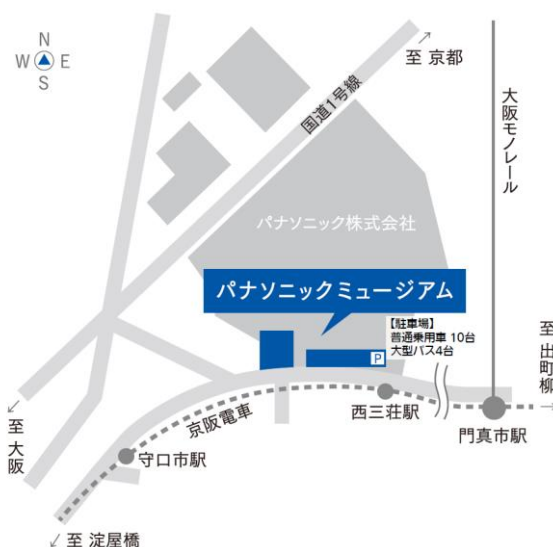 N
W E
S
至 京都
国道1号線
大阪モノレール
パナソニック株式会社
パナソニックミュージアム
【駐車場】
普通乗用車 10台
大型バス4台
P
至 出町柳
至 大阪
京阪電車
西三荘駅
門真市駅
守口市駅
至 淀屋橋